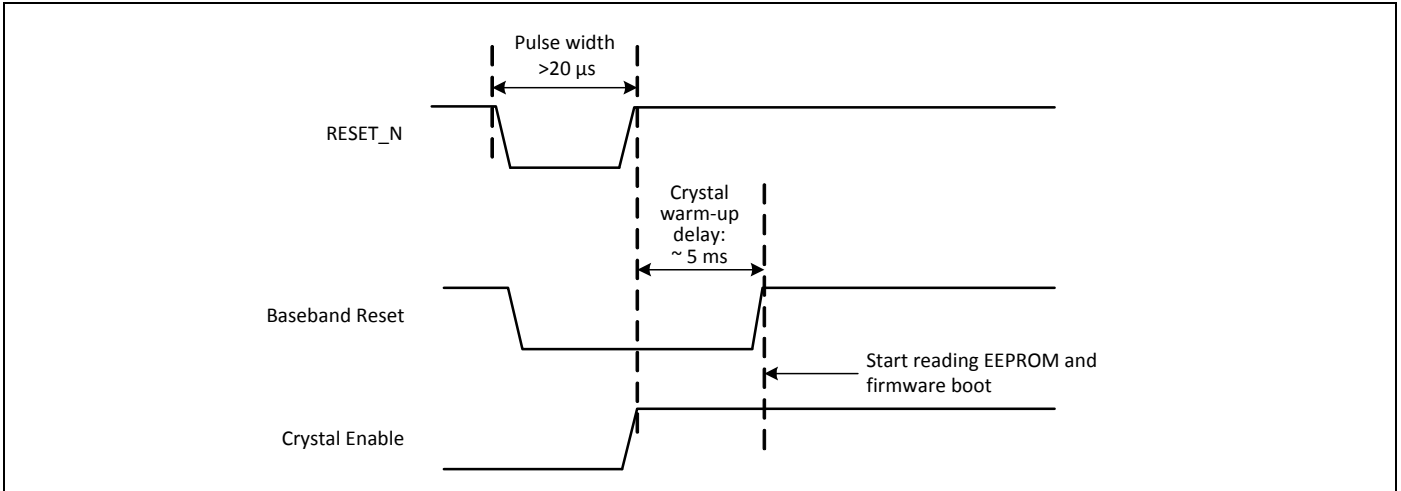 Pulse width
>20 µs
RESET_N
Crystal
warm-up
delay:
~ 5 ms
Baseband Reset
Start reading EEPROM and
firmware boot
Crystal Enable